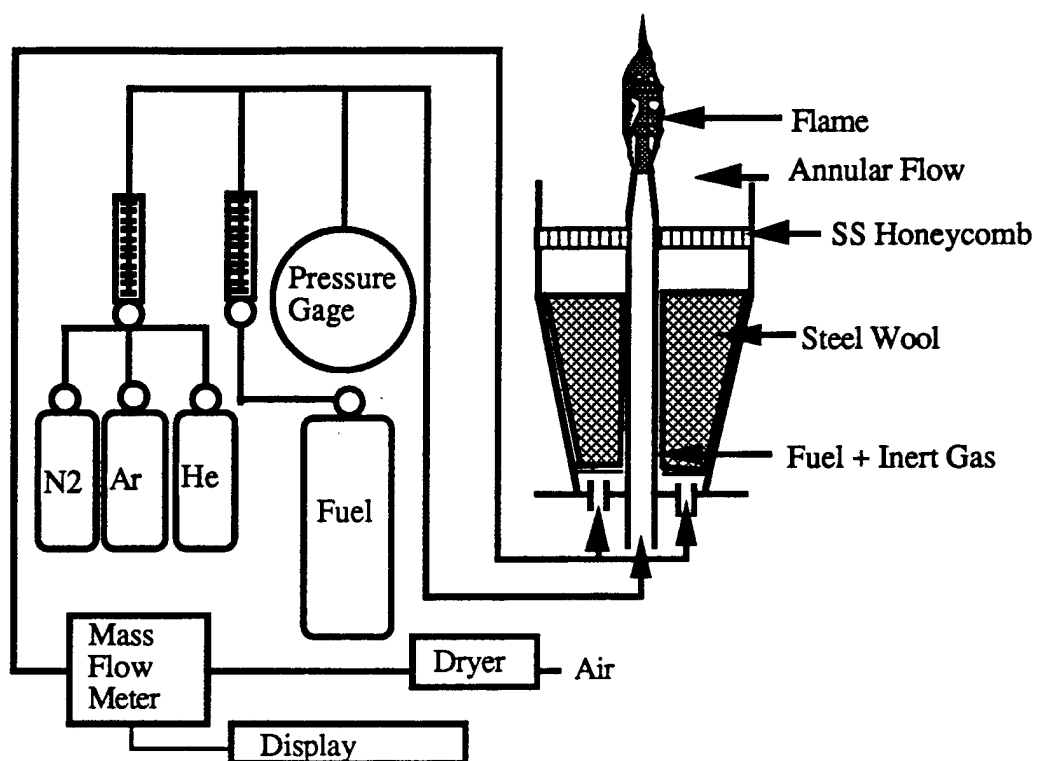 Flame
Annular Flow
SS Honeycomb
Pressure
Gage
Steel Wool
N2
Ar
He
Fuel
Fuel + Inert Gas
Mass
Flow
Meter
Dryer
Air
Display